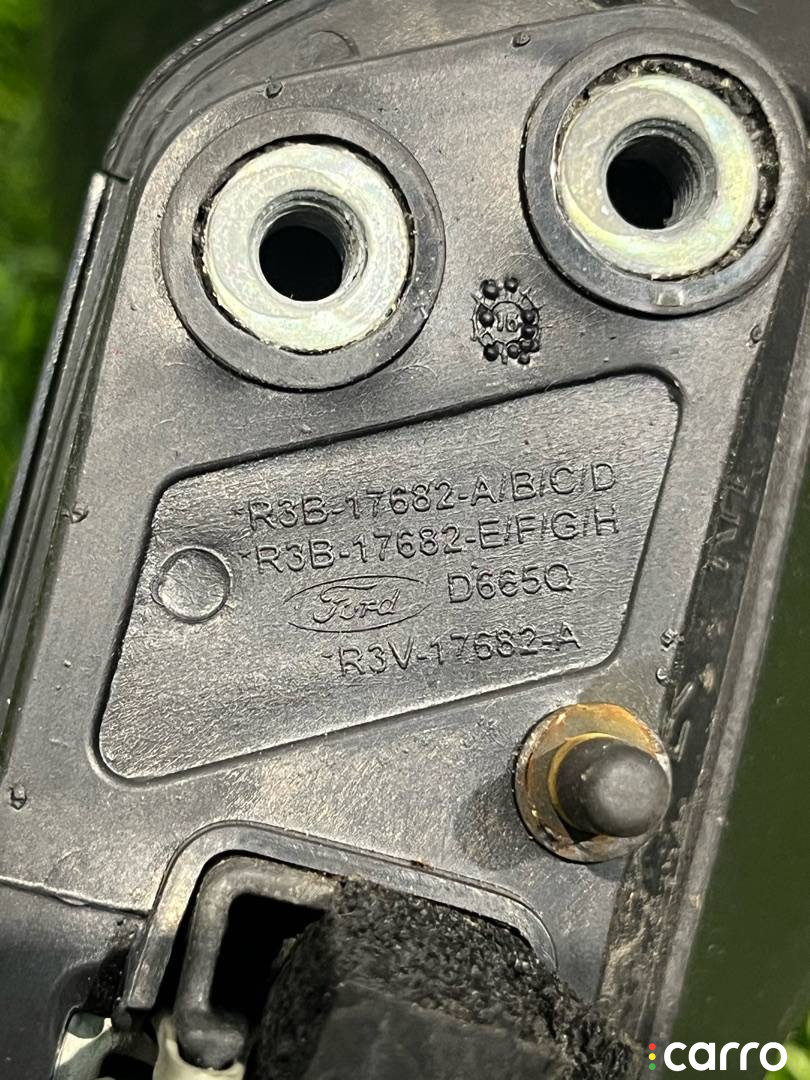 *R3B-17682-A/B/C/D
*R3B-17682-E/F/G/H
Ford D665Q
*R3V-17682-A
carro